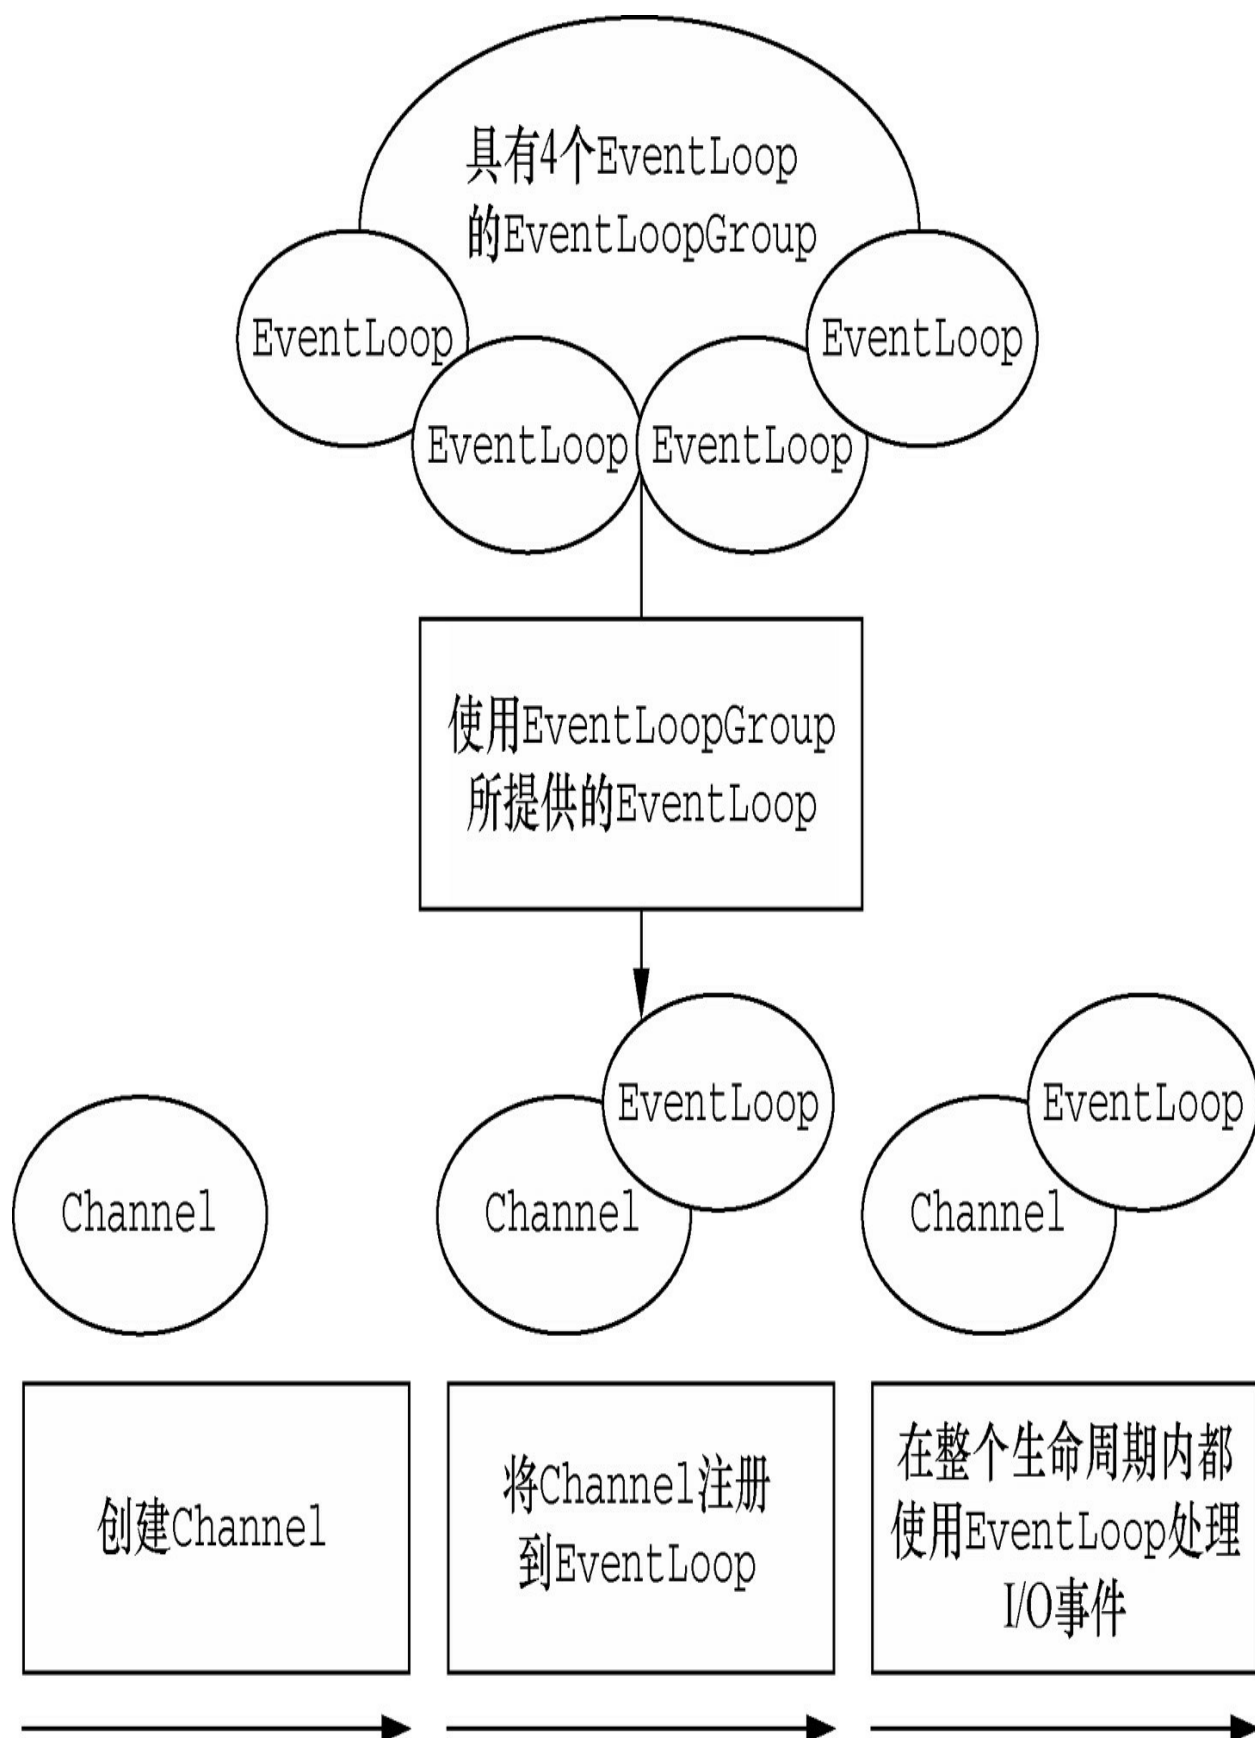 具有4个EventLoop
的EventLoopGroup
EventLoop
EventLoop
EventLoop
EventLoop
使用EventLoopGroup
所提供的EventLoop
Channel
EventLoop
Channel
EventLoop
Channel
创建Channel
将Channel注册
到EventLoop
在整个生命周期内都
使用EventLoop处理
I/O事件